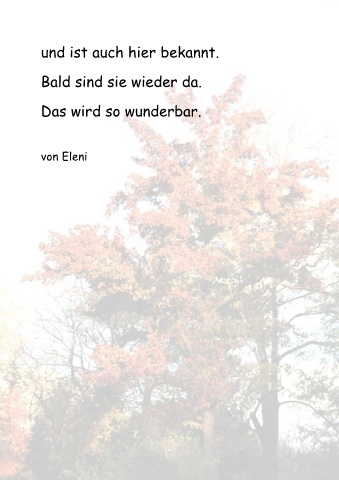 und ist auch hier bekannt.
Bald sind sie wieder da.
Das wird so wunderbar.
von Eleni